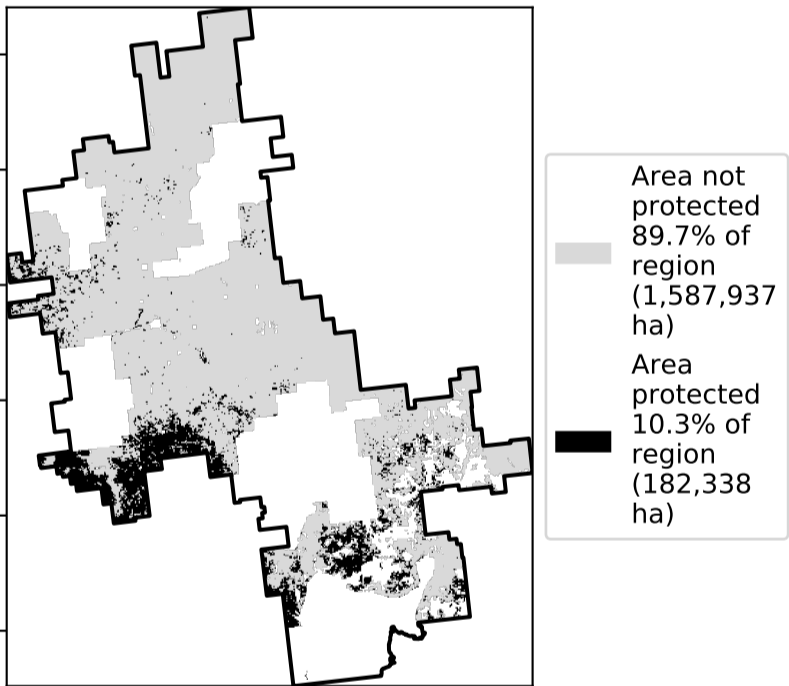 Area not
protected
89.7% of
region
(1,587,937
ha)
Area
protected
10.3% of
region
(182,338
ha)